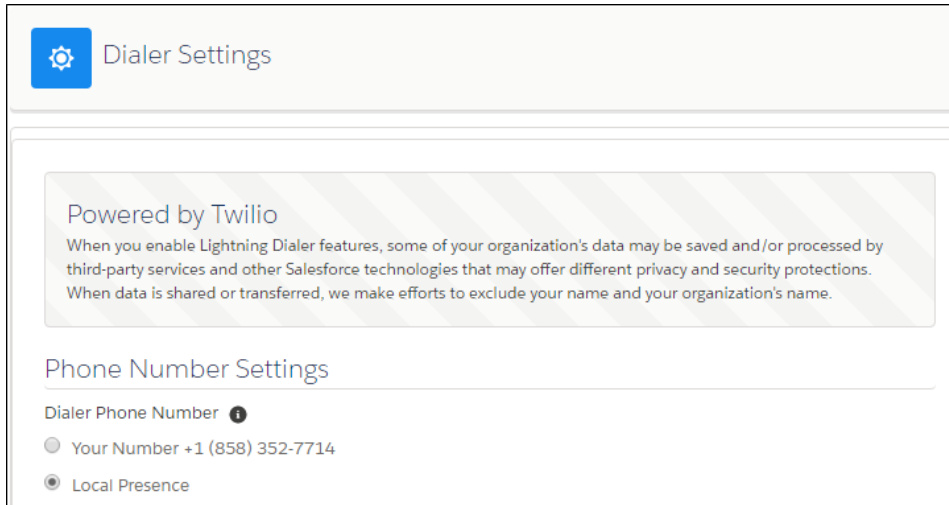 Dialer Settings
Powered by Twilio
When you enable Lightning Dialer features, some of your organization's data may be saved and/or processed by
third-party services and other Salesforce technologies that may offer different privacy and security protections.
When data is shared or transferred, we make efforts to exclude your name and your organization's name.
Phone Number Settings
Dialer Phone Number
Your Number +1 (858) 352-7714
Local Presence